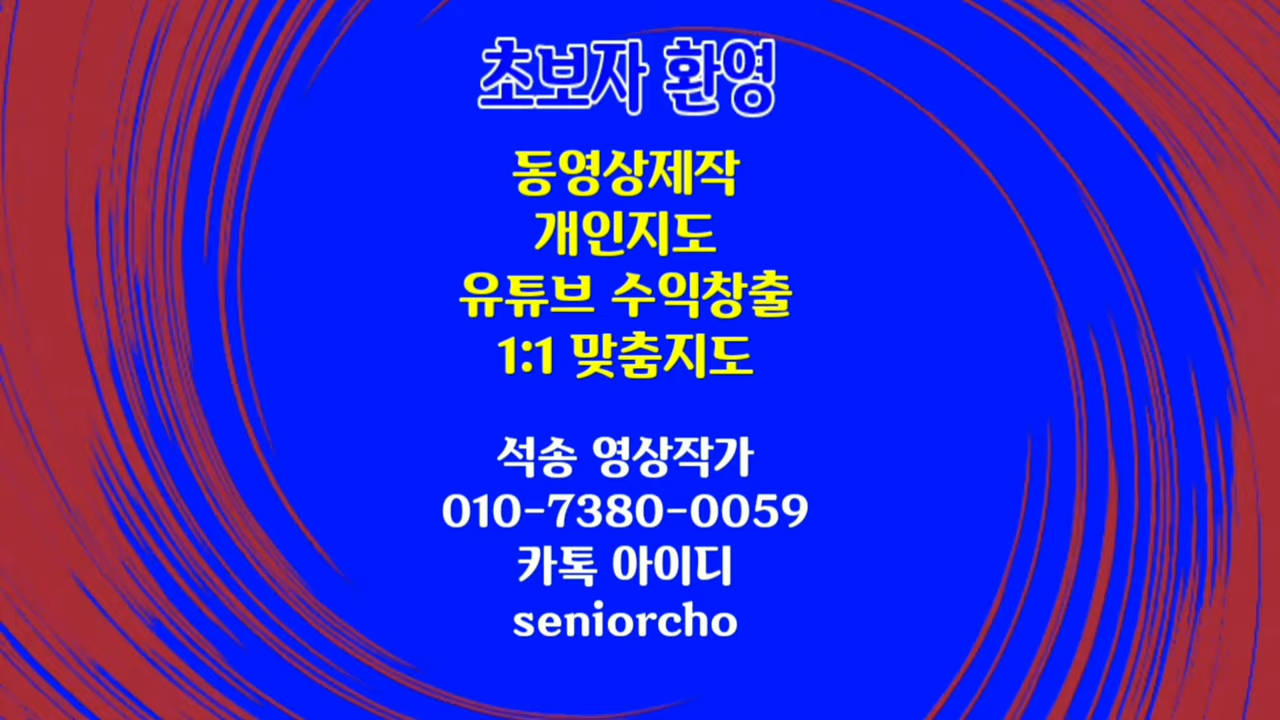 초보자 환영
동영상제작
개인지도
유튜브 수익창출
1:1 맞춤지도
석송 영상작가
010-7380-0059
카톡 아이디
seniorcho